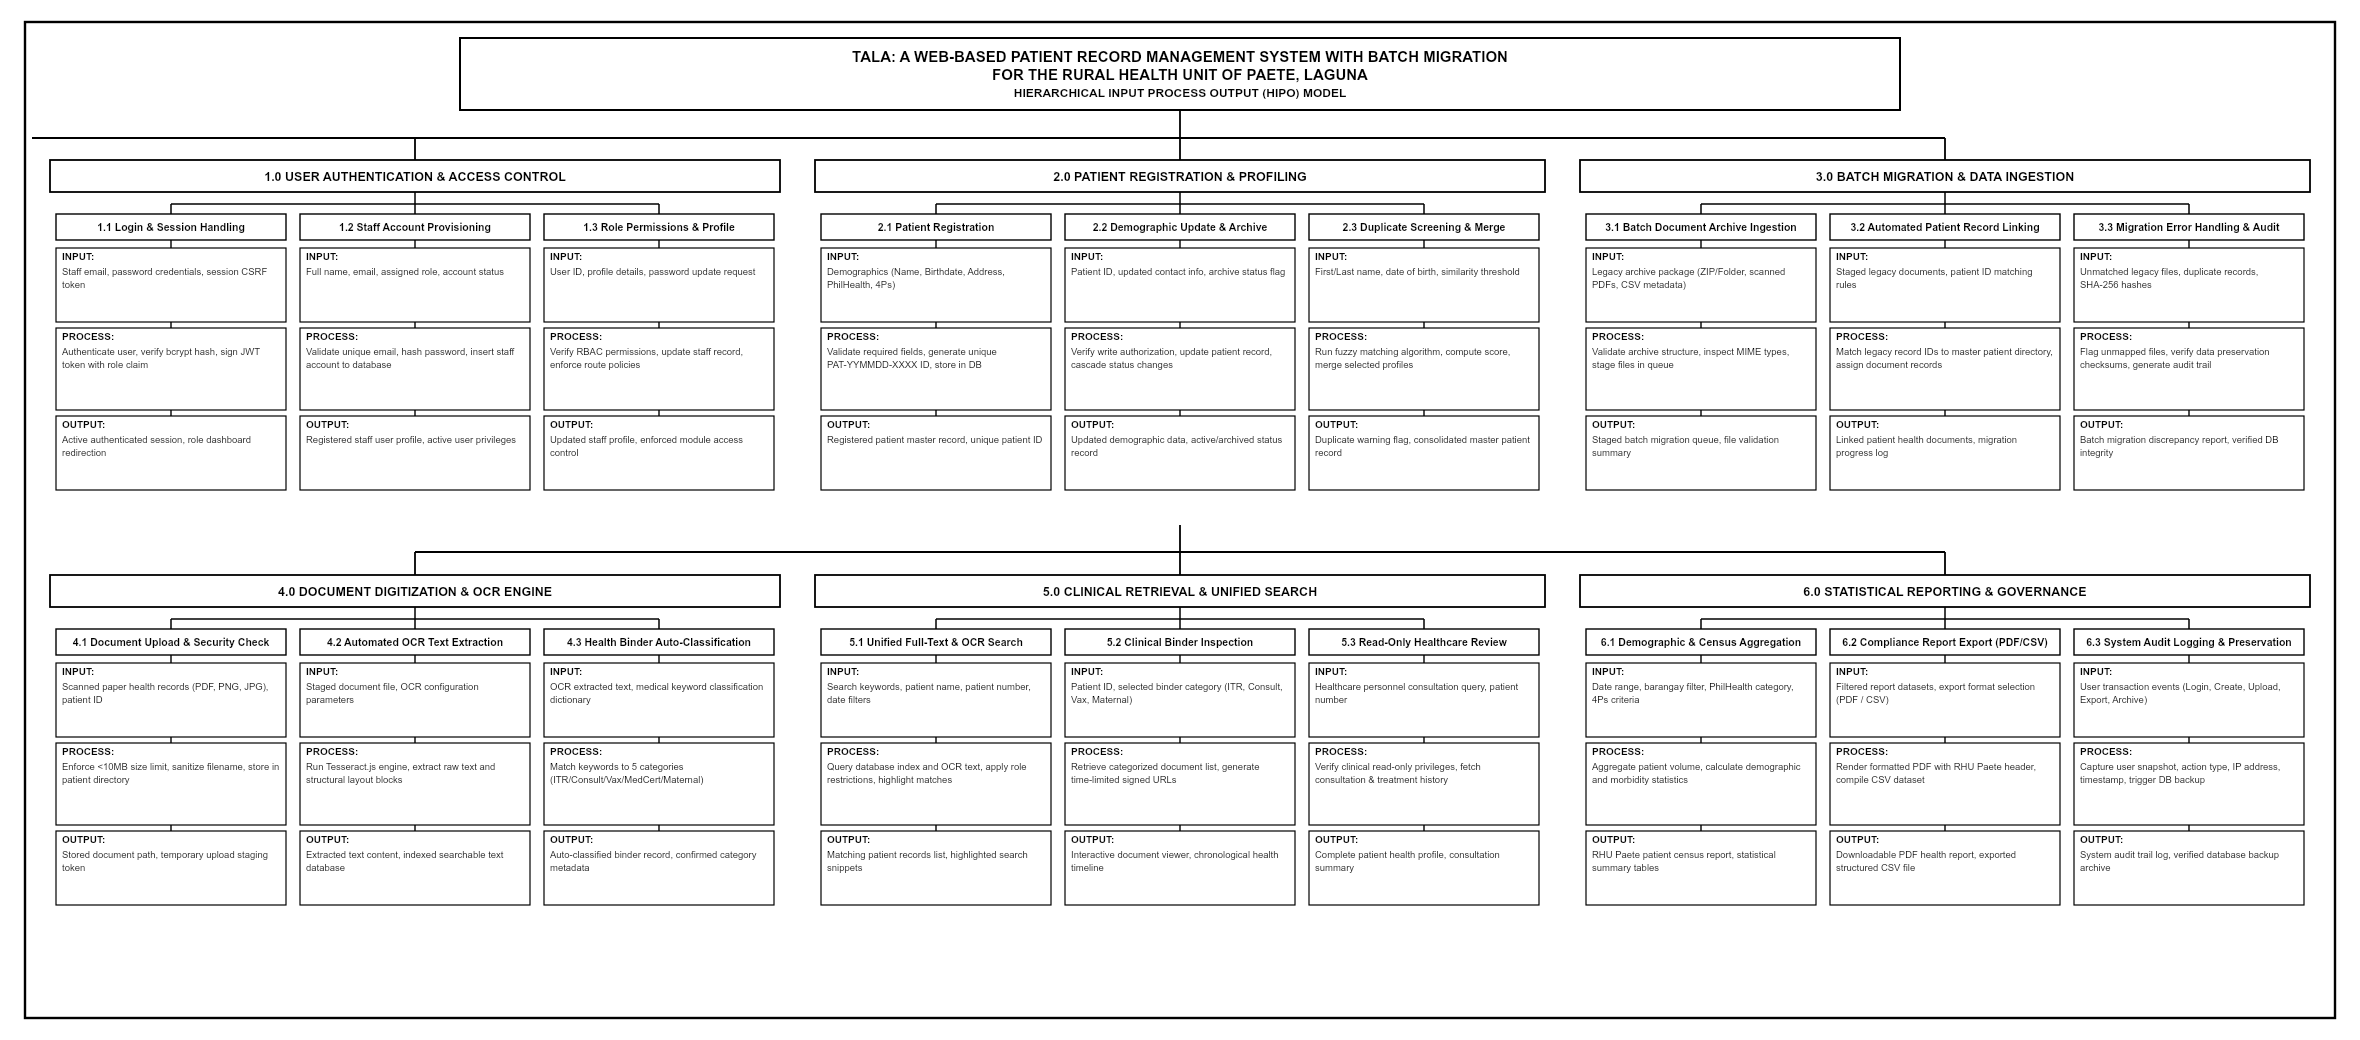 TALA: A WEB-BASED PATIENT RECORD MANAGEMENT SYSTEM WITH BATCH MIGRATION
FOR THE RURAL HEALTH UNIT OF PAETE, LAGUNA
HIERARCHICAL INPUT PROCESS OUTPUT (HIPO) MODEL
1.0 USER AUTHENTICATION & ACCESS CONTROL
1.1 Login & Session Handling
INPUT:
Staff email, password credentials, session CSRF
token
PROCESS:
Authenticate user, verify bcrypt hash, sign JWT
token with role claim
OUTPUT:
Active authenticated session, role dashboard
redirection
1.2 Staff Account Provisioning
INPUT:
Full name, email, assigned role, account status
PROCESS:
Validate unique email, hash password, insert staff
account to database
OUTPUT:
Registered staff user profile, active user privileges
1.3 Role Permissions & Profile
INPUT:
User ID, profile details, password update request
PROCESS:
Verify RBAC permissions, update staff record,
enforce route policies
OUTPUT:
Updated staff profile, enforced module access
control
2.0 PATIENT REGISTRATION & PROFILING
2.1 Patient Registration
INPUT:
Demographics (Name, Birthdate, Address,
PhilHealth, 4Ps)
PROCESS:
Validate required fields, generate unique
PAT-YYMMDD-XXXX ID, store in DB
OUTPUT:
Registered patient master record, unique patient ID
2.2 Demographic Update & Archive
INPUT:
Patient ID, updated contact info, archive status flag
PROCESS:
Verify write authorization, update patient record,
cascade status changes
OUTPUT:
Updated demographic data, active/archived status
record
2.3 Duplicate Screening & Merge
INPUT:
First/Last name, date of birth, similarity threshold
PROCESS:
Run fuzzy matching algorithm, compute score,
merge selected profiles
OUTPUT:
Duplicate warning flag, consolidated master patient
record
3.0 BATCH MIGRATION & DATA INGESTION
3.1 Batch Document Archive Ingestion
INPUT:
Legacy archive package (ZIP/Folder, scanned
PDFs, CSV metadata)
PROCESS:
Validate archive structure, inspect MIME types,
stage files in queue
OUTPUT:
Staged batch migration queue, file validation
summary
3.2 Automated Patient Record Linking
INPUT:
Staged legacy documents, patient ID matching
rules
PROCESS:
Match legacy record IDs to master patient directory,
assign document records
OUTPUT:
Linked patient health documents, migration
progress log
3.3 Migration Error Handling & Audit
INPUT:
Unmatched legacy files, duplicate records,
SHA-256 hashes
PROCESS:
Flag unmapped files, verify data preservation
checksums, generate audit trail
OUTPUT:
Batch migration discrepancy report, verified DB
integrity
4.0 DOCUMENT DIGITIZATION & OCR ENGINE
4.1 Document Upload & Security Check
INPUT:
Scanned paper health records (PDF, PNG, JPG),
patient ID
PROCESS:
Enforce <10MB size limit, sanitize filename, store in
patient directory
OUTPUT:
Stored document path, temporary upload staging
token
4.2 Automated OCR Text Extraction
INPUT:
Staged document file, OCR configuration
parameters
PROCESS:
Run Tesseract.js engine, extract raw text and
structural layout blocks
OUTPUT:
Extracted text content, indexed searchable text
database
4.3 Health Binder Auto-Classification
INPUT:
OCR extracted text, medical keyword classification
dictionary
PROCESS:
Match keywords to 5 categories
(ITR/Consult/Vax/MedCert/Maternal)
OUTPUT:
Auto-classified binder record, confirmed category
metadata
5.0 CLINICAL RETRIEVAL & UNIFIED SEARCH
5.1 Unified Full-Text & OCR Search
INPUT:
Search keywords, patient name, patient number,
date filters
PROCESS:
Query database index and OCR text, apply role
restrictions, highlight matches
OUTPUT:
Matching patient records list, highlighted search
snippets
5.2 Clinical Binder Inspection
INPUT:
Patient ID, selected binder category (ITR, Consult,
Vax, Maternal)
PROCESS:
Retrieve categorized document list, generate
time-limited signed URLs
OUTPUT:
Interactive document viewer, chronological health
timeline
5.3 Read-Only Healthcare Review
INPUT:
Healthcare personnel consultation query, patient
number
PROCESS:
Verify clinical read-only privileges, fetch
consultation & treatment history
OUTPUT:
Complete patient health profile, consultation
summary
6.0 STATISTICAL REPORTING & GOVERNANCE
6.1 Demographic & Census Aggregation
INPUT:
Date range, barangay filter, PhilHealth category,
4Ps criteria
PROCESS:
Aggregate patient volume, calculate demographic
and morbidity statistics
OUTPUT:
RHU Paete patient census report, statistical
summary tables
6.2 Compliance Report Export (PDF/CSV)
INPUT:
Filtered report datasets, export format selection
(PDF / CSV)
PROCESS:
Render formatted PDF with RHU Paete header,
compile CSV dataset
OUTPUT:
Downloadable PDF health report, exported
structured CSV file
6.3 System Audit Logging & Preservation
INPUT:
User transaction events (Login, Create, Upload,
Export, Archive)
PROCESS:
Capture user snapshot, action type, IP address,
timestamp, trigger DB backup
OUTPUT:
System audit trail log, verified database backup
archive